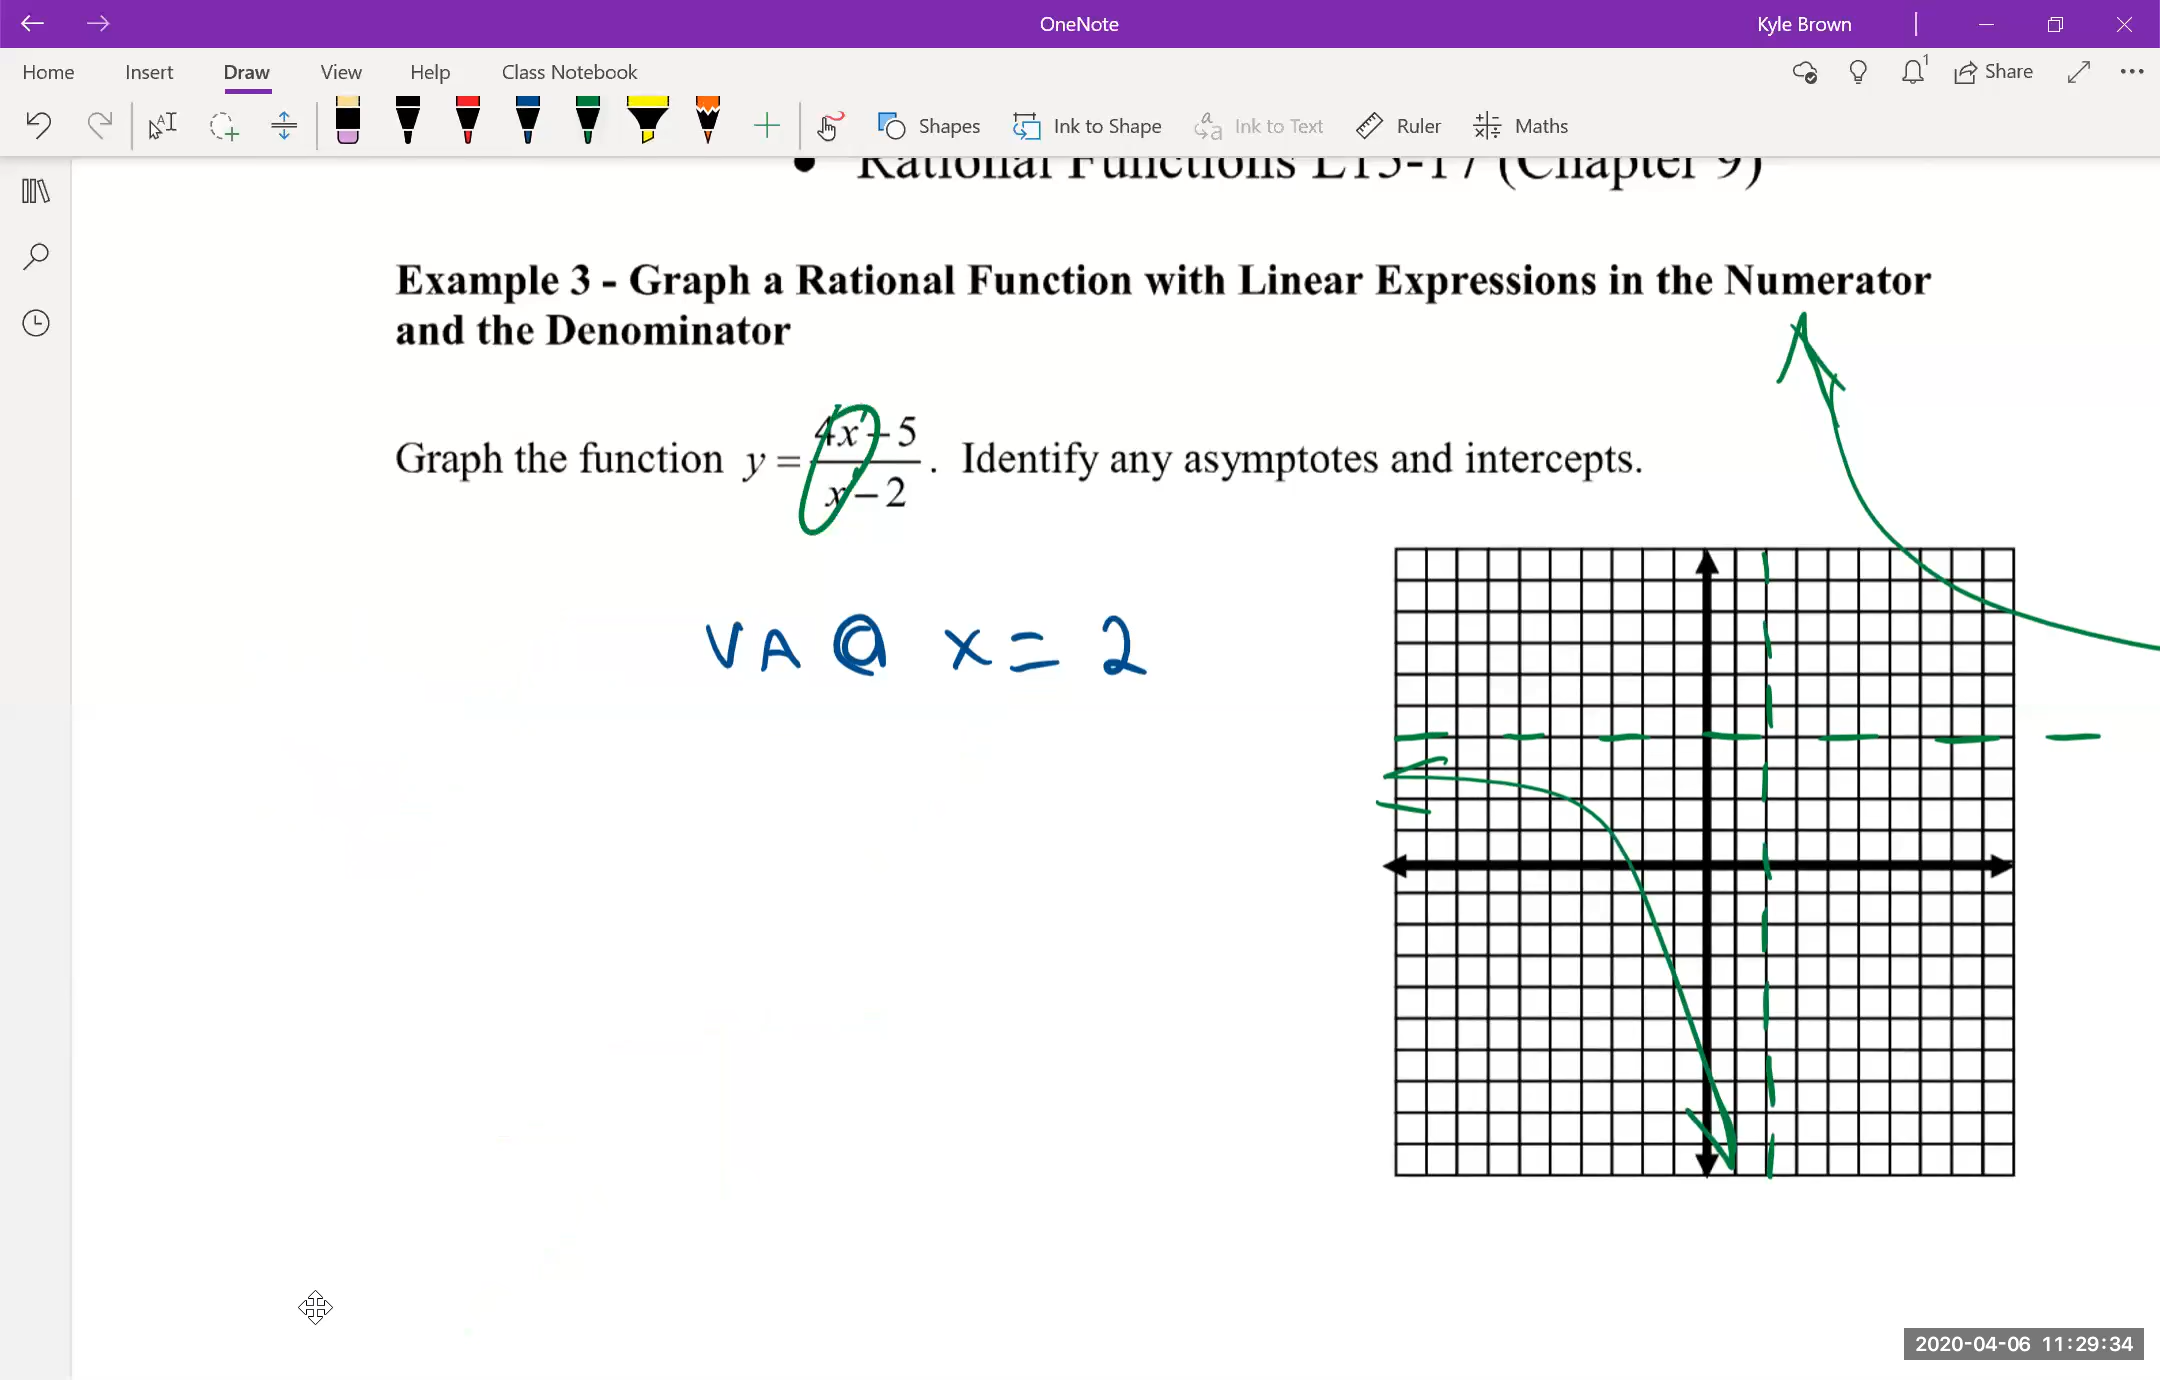 OneNote
Kyle Brown
Home Insert Draw View Help Class Notebook
1
Share
Shapes Ink to Shape Ink to Text Ruler Maths
• Rational Functions L15-17 (Chapter 9)
Example 3 - Graph a Rational Function with Linear Expressions in the Numerator
and the Denominator
Graph the function y = (4x - 5)/(x - 2). Identify any asymptotes and intercepts.
VA @ x = 2
2020-04-06 11:29:34